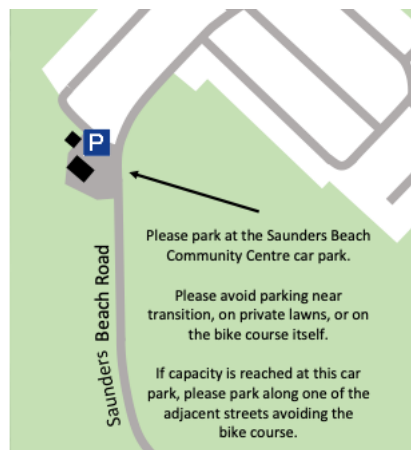 P
Please park at the Saunders Beach
Community Centre car park.
Please avoid parking near
transition, on private lawns, or on
the bike course itself.
If capacity is reached at this car
park, please park along one of the
adjacent streets avoiding the
bike course.
Saunders Beach Road